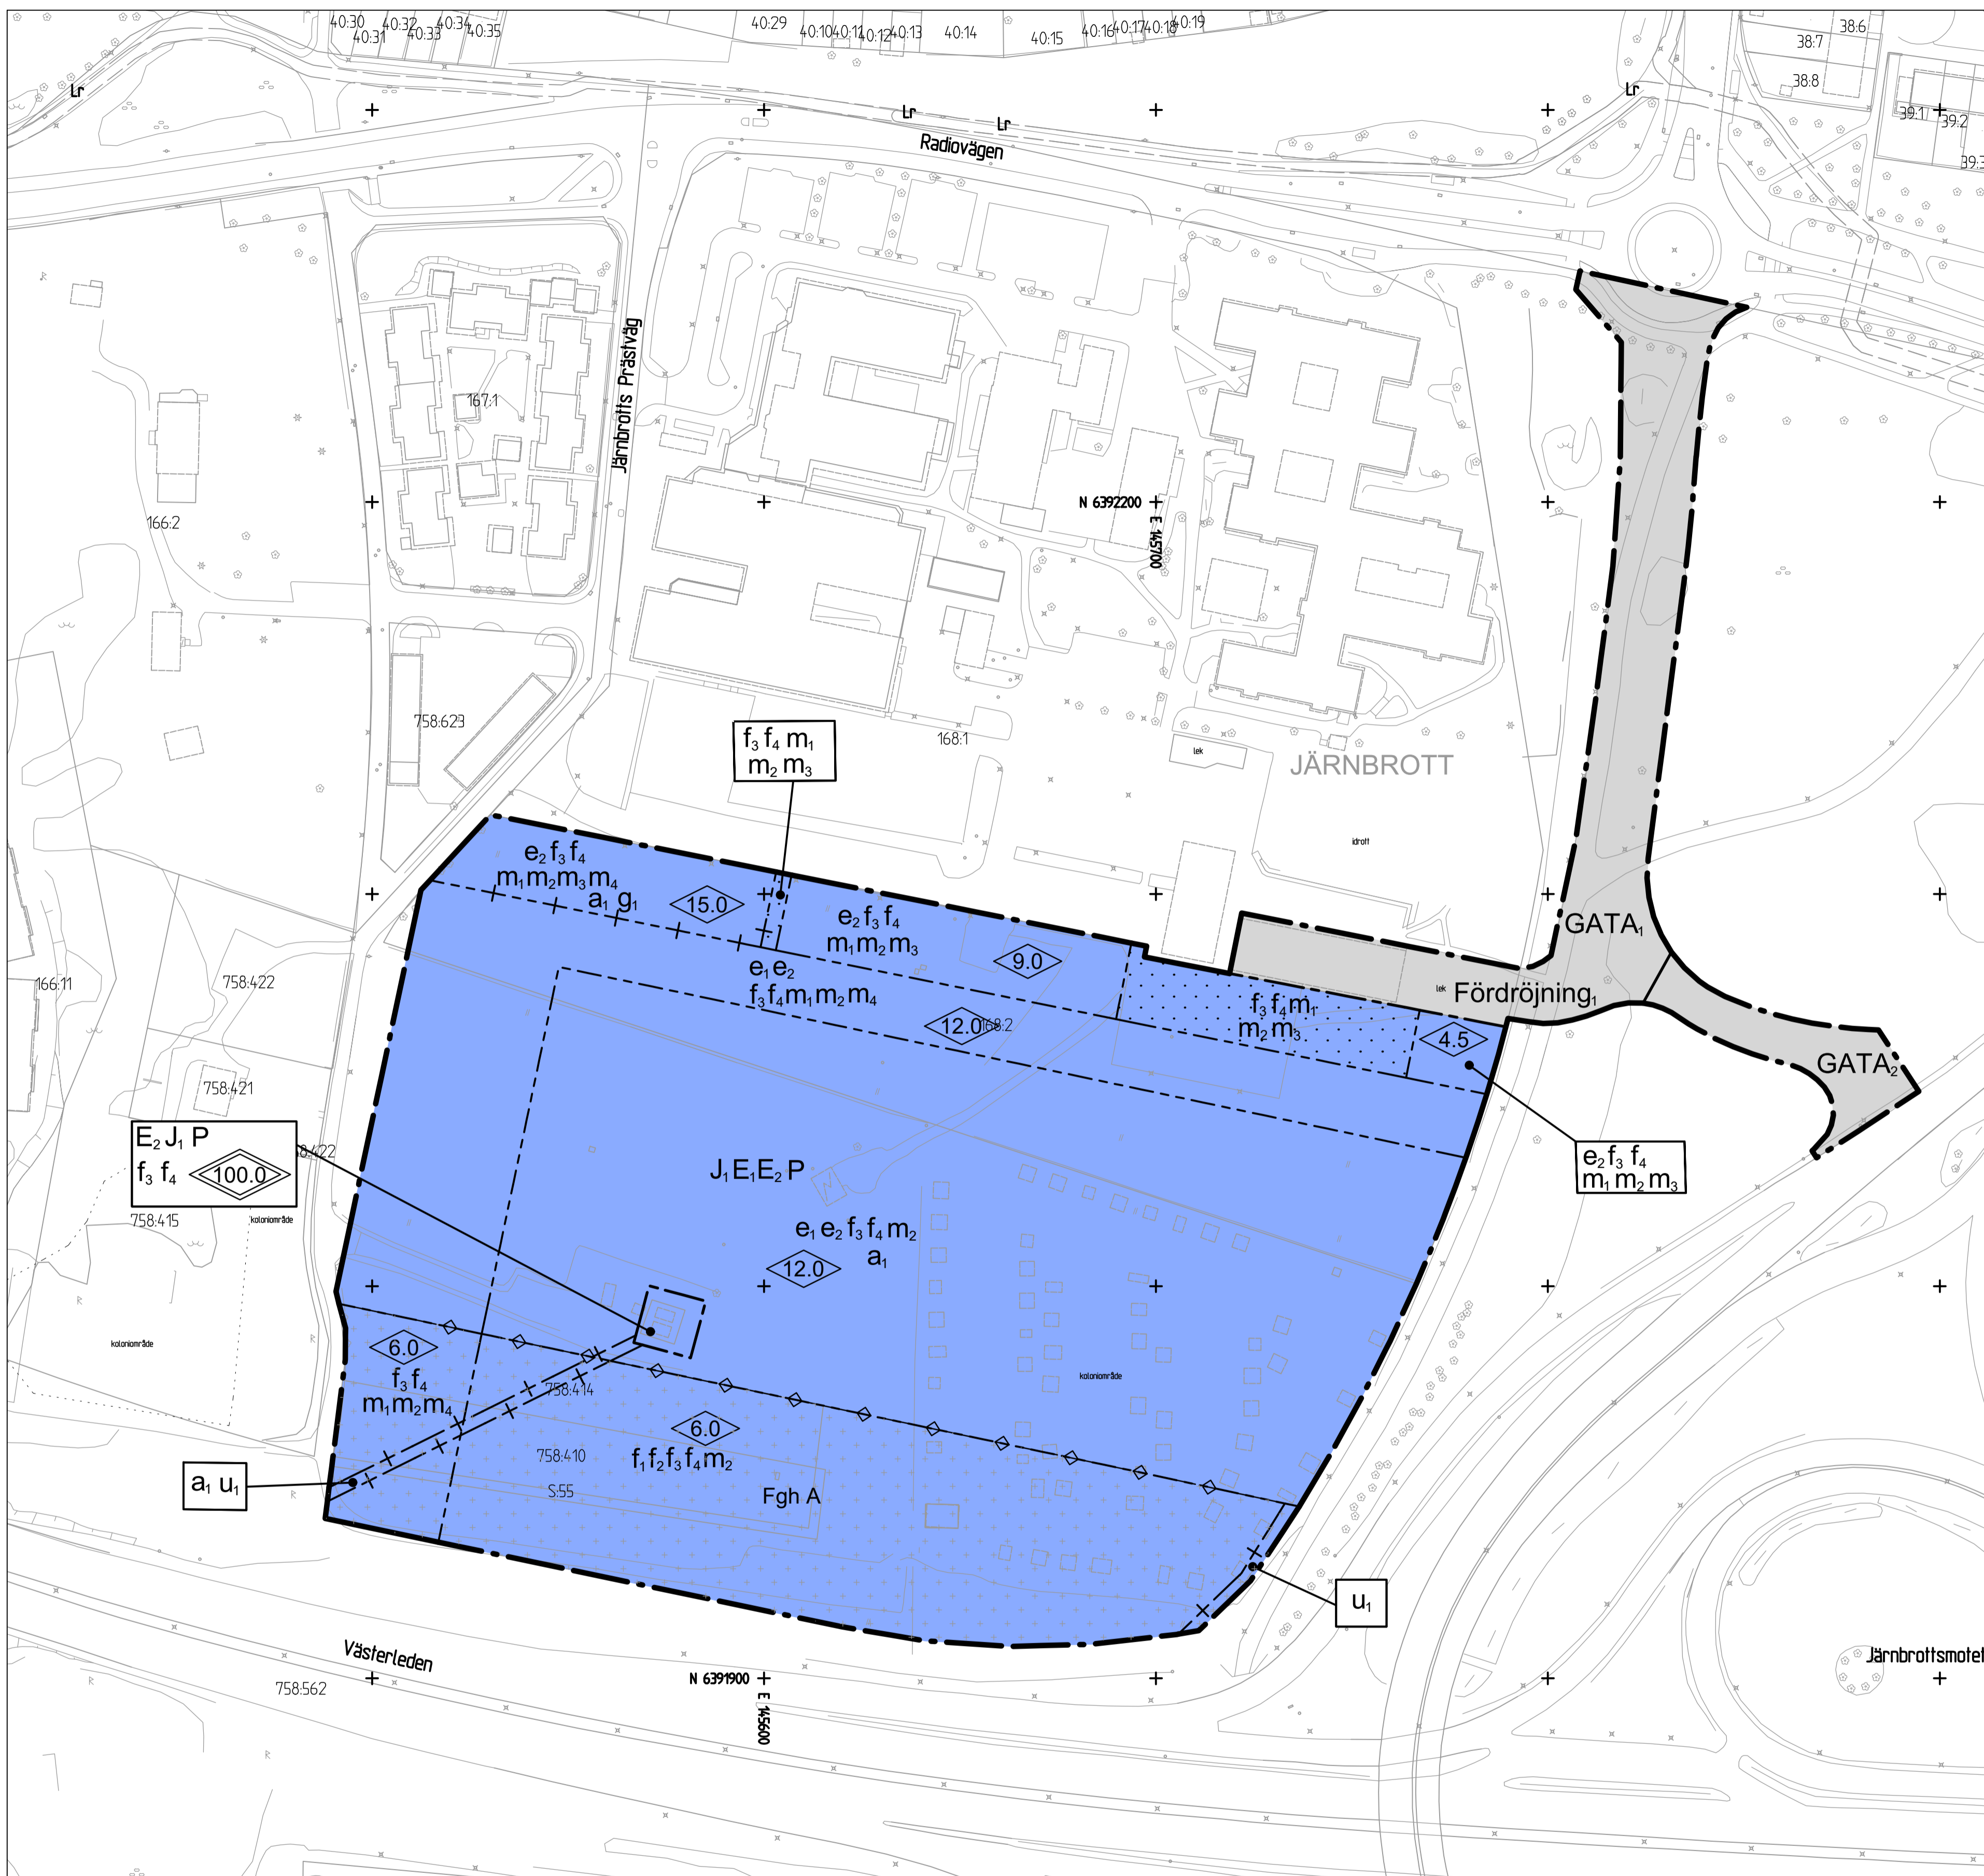 40:30
40:31
40:32
40:33
40:34
40:35
40:29
40:10
40:11
40:12
40:13
40:14
40:15
40:16
40:17
40:18
40:19
38:6
38:7
38:8
39:1
39:2
39:3
Lr
Lr
Lr
Lr
Radiovägen
Järnbrotts Prästväg
167:1
166:2
N 6392200
E 145700
758:623
168:1
lek
JÄRNBROTT
idrott
f₃ f₄ m₁
m₂ m₃
e₂ f₃ f₄
m₁ m₂ m₃ m₄
a₁ g₁
15.0
e₂ f₃ f₄
m₁ m₂ m₃
9.0
GATA₁
166:11
758:422
e₁ e₂
f₃ f₄ m₁ m₂ m₄
12.0
168:2
lek
Fördröjning₁
f₃ f₄ m₁
m₂ m₃
4.5
GATA₂
758:421
E₂ J₁ P
f₃ f₄ 100.0
758:415
koloniområde
J₁ E₁ E₂ P
e₂ f₃ f₄
m₁ m₂ m₃
e₁ e₂ f₃ f₄ m₂
a₁
12.0
koloniområde
6.0
f₃ f₄
m₁ m₂ m₄
758:414
koloniområde
6.0
f₁ f₂ f₃ f₄ m₂
758:410
S:55
Fgh A
a₁ u₁
u₁
Västerleden
758:562
N 6391900
E 145600
Järnbrottsmotet